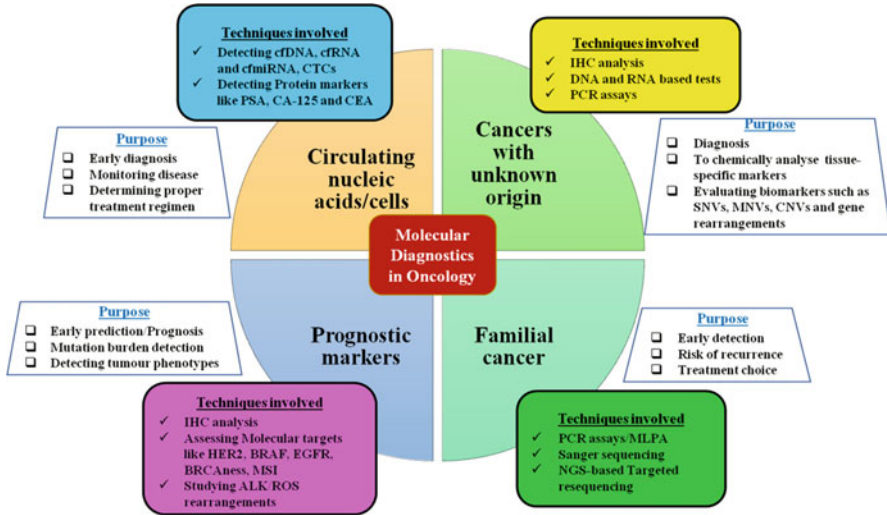 Techniques involved
✓ Detecting cfDNA, cfRNA
and cfmiRNA, CTCs
✓ Detecting Protein markers
like PSA, CA-125 and CEA
Techniques involved
✓ IHC analysis
✓ DNA and RNA based tests
✓ PCR assays
Purpose
❑ Early diagnosis
❑ Monitoring disease
❑ Determining proper
treatment regimen
Circulating
nucleic
acids/cells
Cancers
with
unknown
origin
Purpose
❑ Diagnosis
❑ To chemically analyse tissue-
specific markers
❑ Evaluating biomarkers such as
SNVs, MNVs, CNVs and gene
rearrangements
Molecular
Diagnostics
in Oncology
Purpose
❑ Early prediction/Prognosis
❑ Mutation burden detection
❑ Detecting tumour phenotypes
Prognostic
markers
Familial
cancer
Purpose
❑ Early detection
❑ Risk of recurrence
❑ Treatment choice
Techniques involved
✓ IHC analysis
✓ Assessing Molecular targets
like HER2, BRAF, EGFR,
BRCAness, MSI
✓ Studying ALK/ROS
rearrangements
Techniques involved
✓ PCR assays/MLPA
✓ Sanger sequencing
✓ NGS-based Targeted
resequencing